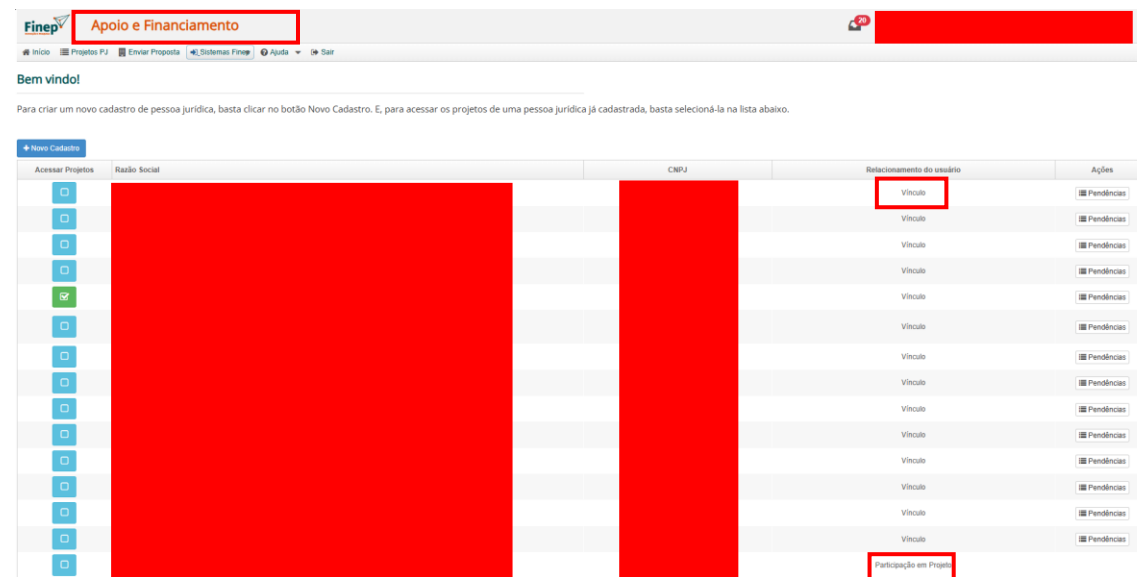 Finep Apoio e Financiamento 20
Início Projetos PJ Enviar Proposta Sistemas Finep Ajuda Sair
Bem vindo!
Para criar um novo cadastro de pessoa jurídica, basta clicar no botão Novo Cadastro. E, para acessar os projetos de uma pessoa jurídica já cadastrada, basta selecioná-la na lista abaixo.
+ Novo Cadastro
Acessar Projetos Razão Social CNPJ Relacionamento do usuário Ações
Vínculo Pendências
Vínculo Pendências
Vínculo Pendências
Vínculo Pendências
Vínculo Pendências
Vínculo Pendências
Vínculo Pendências
Vínculo Pendências
Vínculo Pendências
Vínculo Pendências
Vínculo Pendências
Vínculo Pendências
Vínculo Pendências
Vínculo Pendências
Participação em Projeto